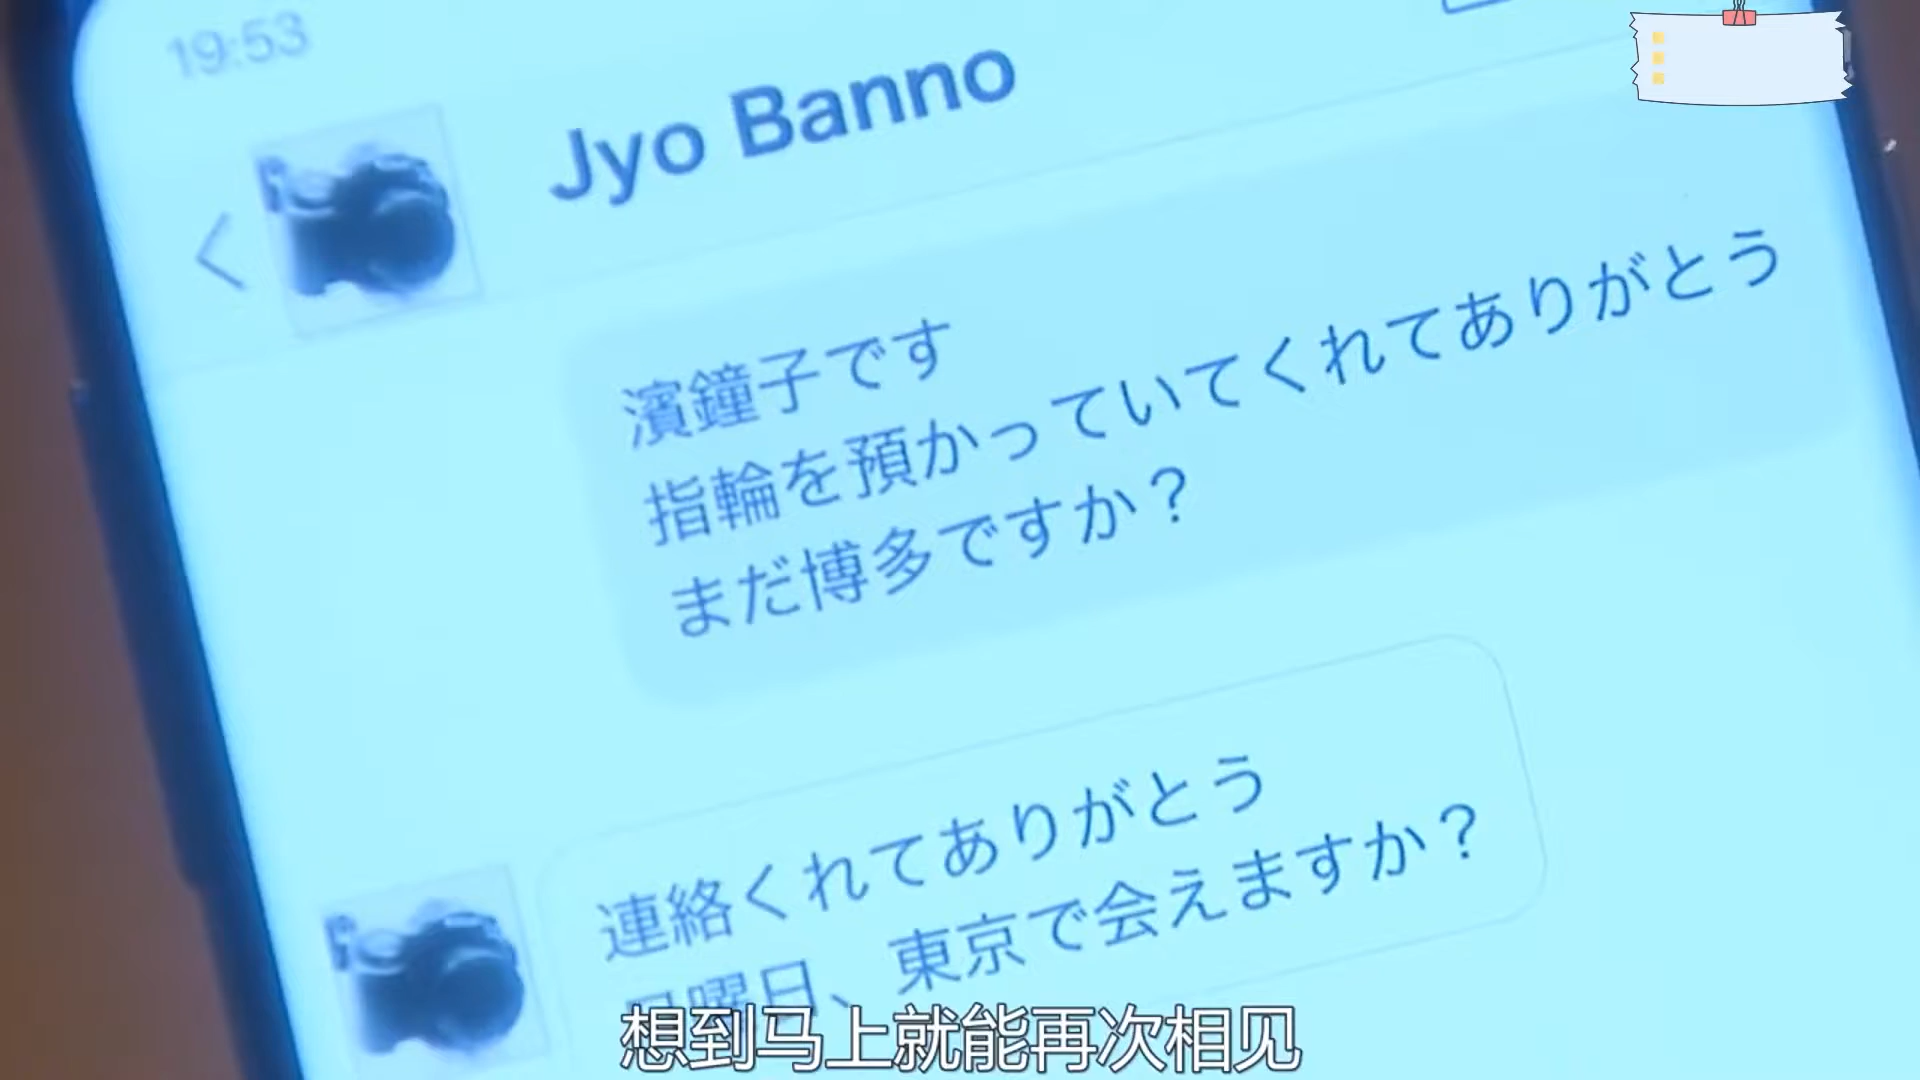 19:53
Jyo Banno
濱鐘子です
指輪を預かっていてくれてありがとう
まだ博多ですか？
連絡くれてありがとう
曜日、東京で会えますか？
想到马上就能再次相见